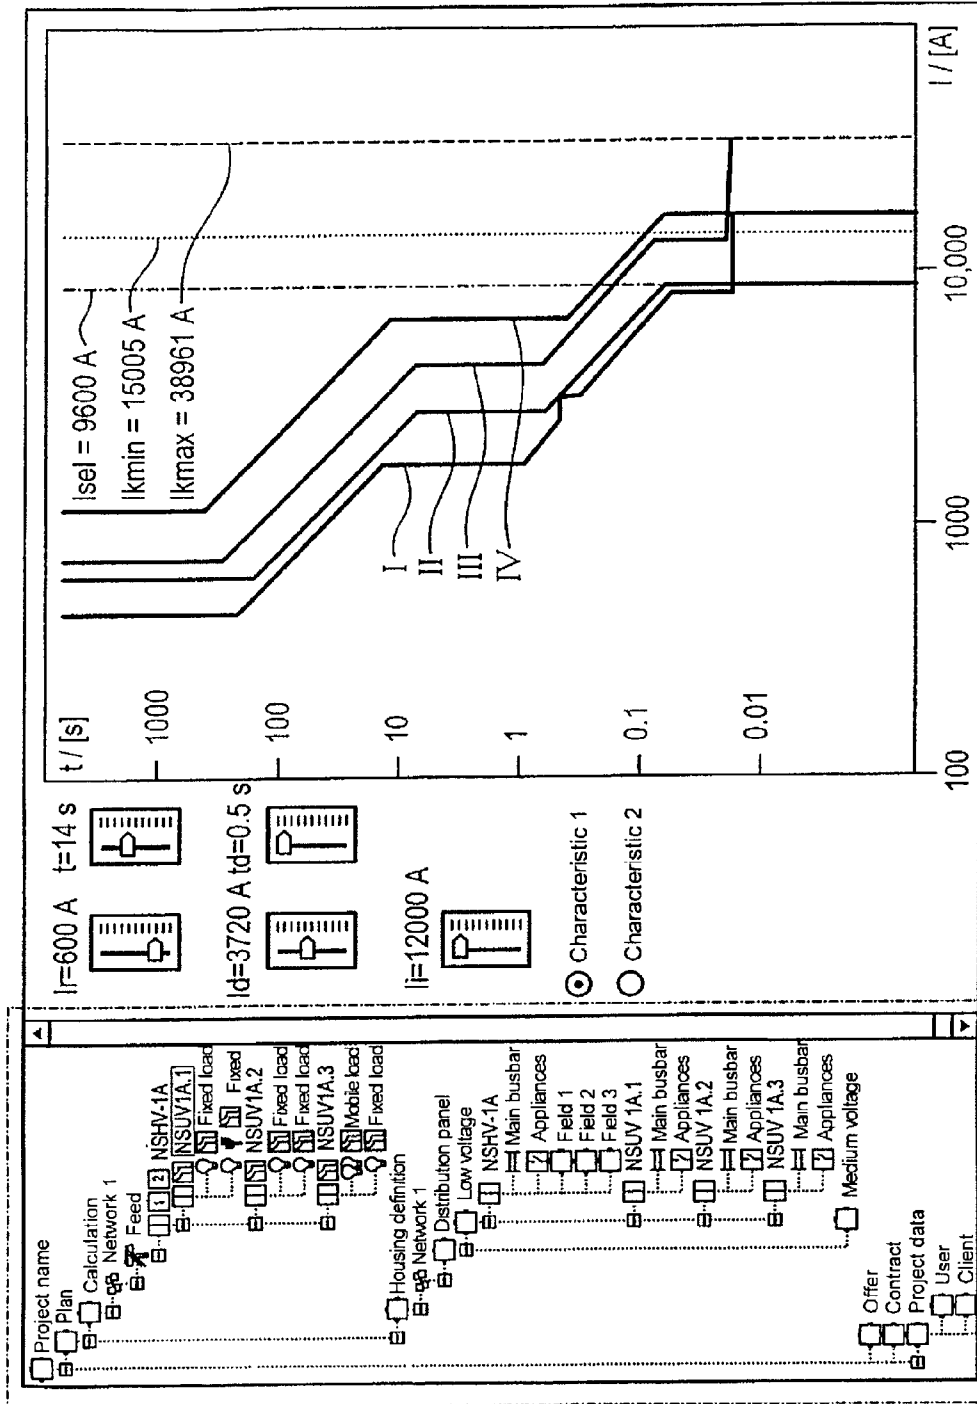 Project name
Plan
Calculation
Network 1
Feed
1 2 NSHV-1A
NSUV1A.1
Fixed load
Fixed
NSUV1A.2
Fixed load
Fixed load
NSUV1A.3
Mobile load
Fixed load
Housing definition
Network 1
Distribution panel
Low voltage
NSHV-1A
Main busbar
? Appliances
Field 1
Field 2
Field 3
NSUV 1A.1
Main busbar
? Appliances
NSUV 1A.2
Main busbar
? Appliances
NSUV 1A.3
Main busbar
? Appliances
Medium voltage
Offer
Contract
Project data
User
Client
Ir=600 A t=14 s
Id=3720 A td=0.5 s
Ii=12000 A
Characteristic 1
Characteristic 2
t / [s]
1000
100
10
1
0.1
0.01
Isel = 9600 A
Ikmin = 15005 A
Ikmax = 38961 A
I
II
III
IV
100
1000
10,000
I / [A]